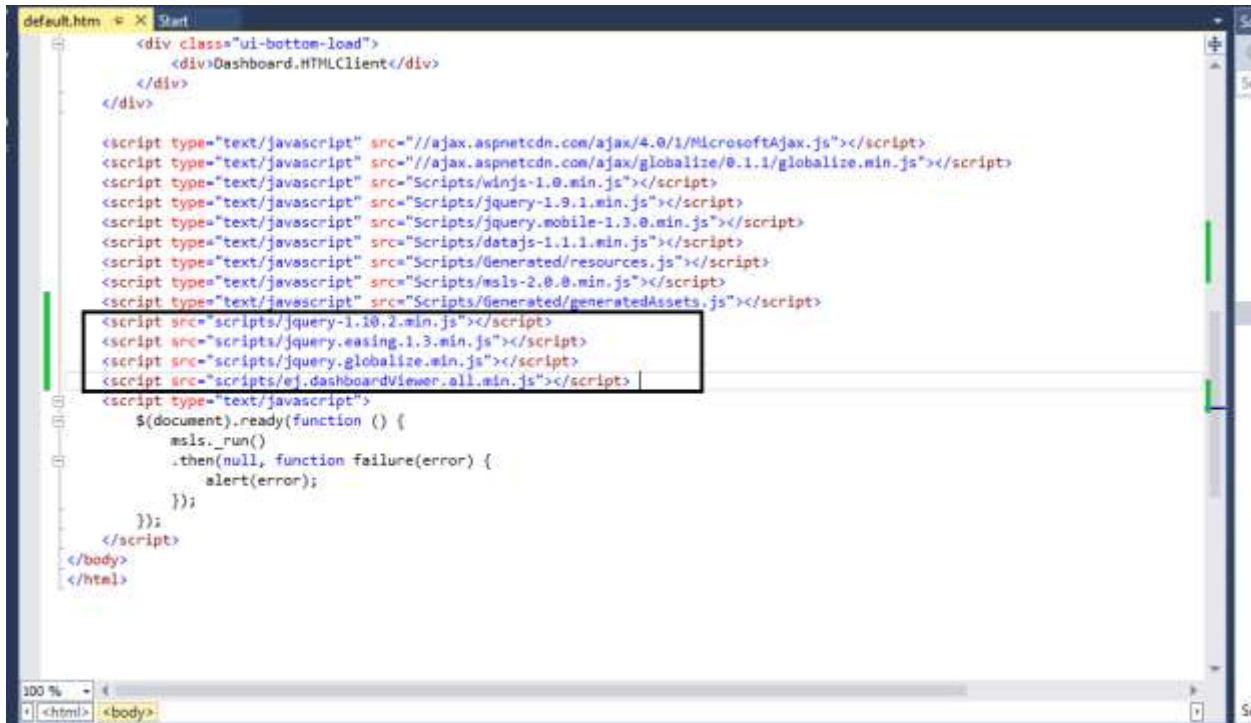 default.htm Start
<div class="ui-bottom-load">
<div>Dashboard.HTMLClient</div>
</div>
</div>
<script type="text/javascript" src="//ajax.aspnetcdn.com/ajax/4.0/1/MicrosoftAjax.js"></script>
<script type="text/javascript" src="//ajax.aspnetcdn.com/ajax/globalize/0.1.1/globalize.min.js"></script>
<script type="text/javascript" src="Scripts/winjs-1.0.min.js"></script>
<script type="text/javascript" src="Scripts/jquery-1.9.1.min.js"></script>
<script type="text/javascript" src="Scripts/jquery.mobile-1.3.0.min.js"></script>
<script type="text/javascript" src="Scripts/datajs-1.1.1.min.js"></script>
<script type="text/javascript" src="Scripts/Generated/resources.js"></script>
<script type="text/javascript" src="Scripts/msls-2.0.0.min.js"></script>
<script type="text/javascript" src="Scripts/Generated/generatedAssets.js"></script>
<script src="scripts/jquery-1.10.2.min.js"></script>
<script src="scripts/jquery.easing.1.3.min.js"></script>
<script src="scripts/jquery.globalize.min.js"></script>
<script src="scripts/ej.dashboardViewer.all.min.js"></script>
<script type="text/javascript">
$(document).ready(function () {
msls._run()
.then(null, function failure(error) {
alert(error);
});
});
</script>
</body>
</html>
100 %
<html> <body>